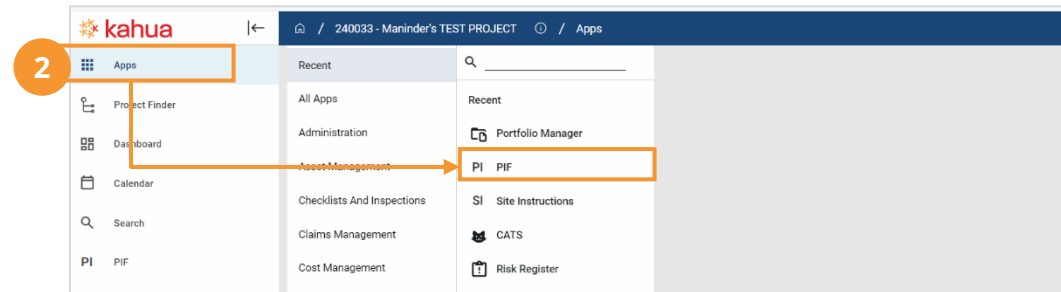 kahua
/ 240033 - Maninder's TEST PROJECT / Apps
2
Apps
Project Finder
Dashboard
Calendar
Search
PI PIF
Recent
All Apps
Administration
Asset Management
Checklists And Inspections
Claims Management
Cost Management
Recent
Portfolio Manager
PI PIF
SI Site Instructions
CATS
Risk Register